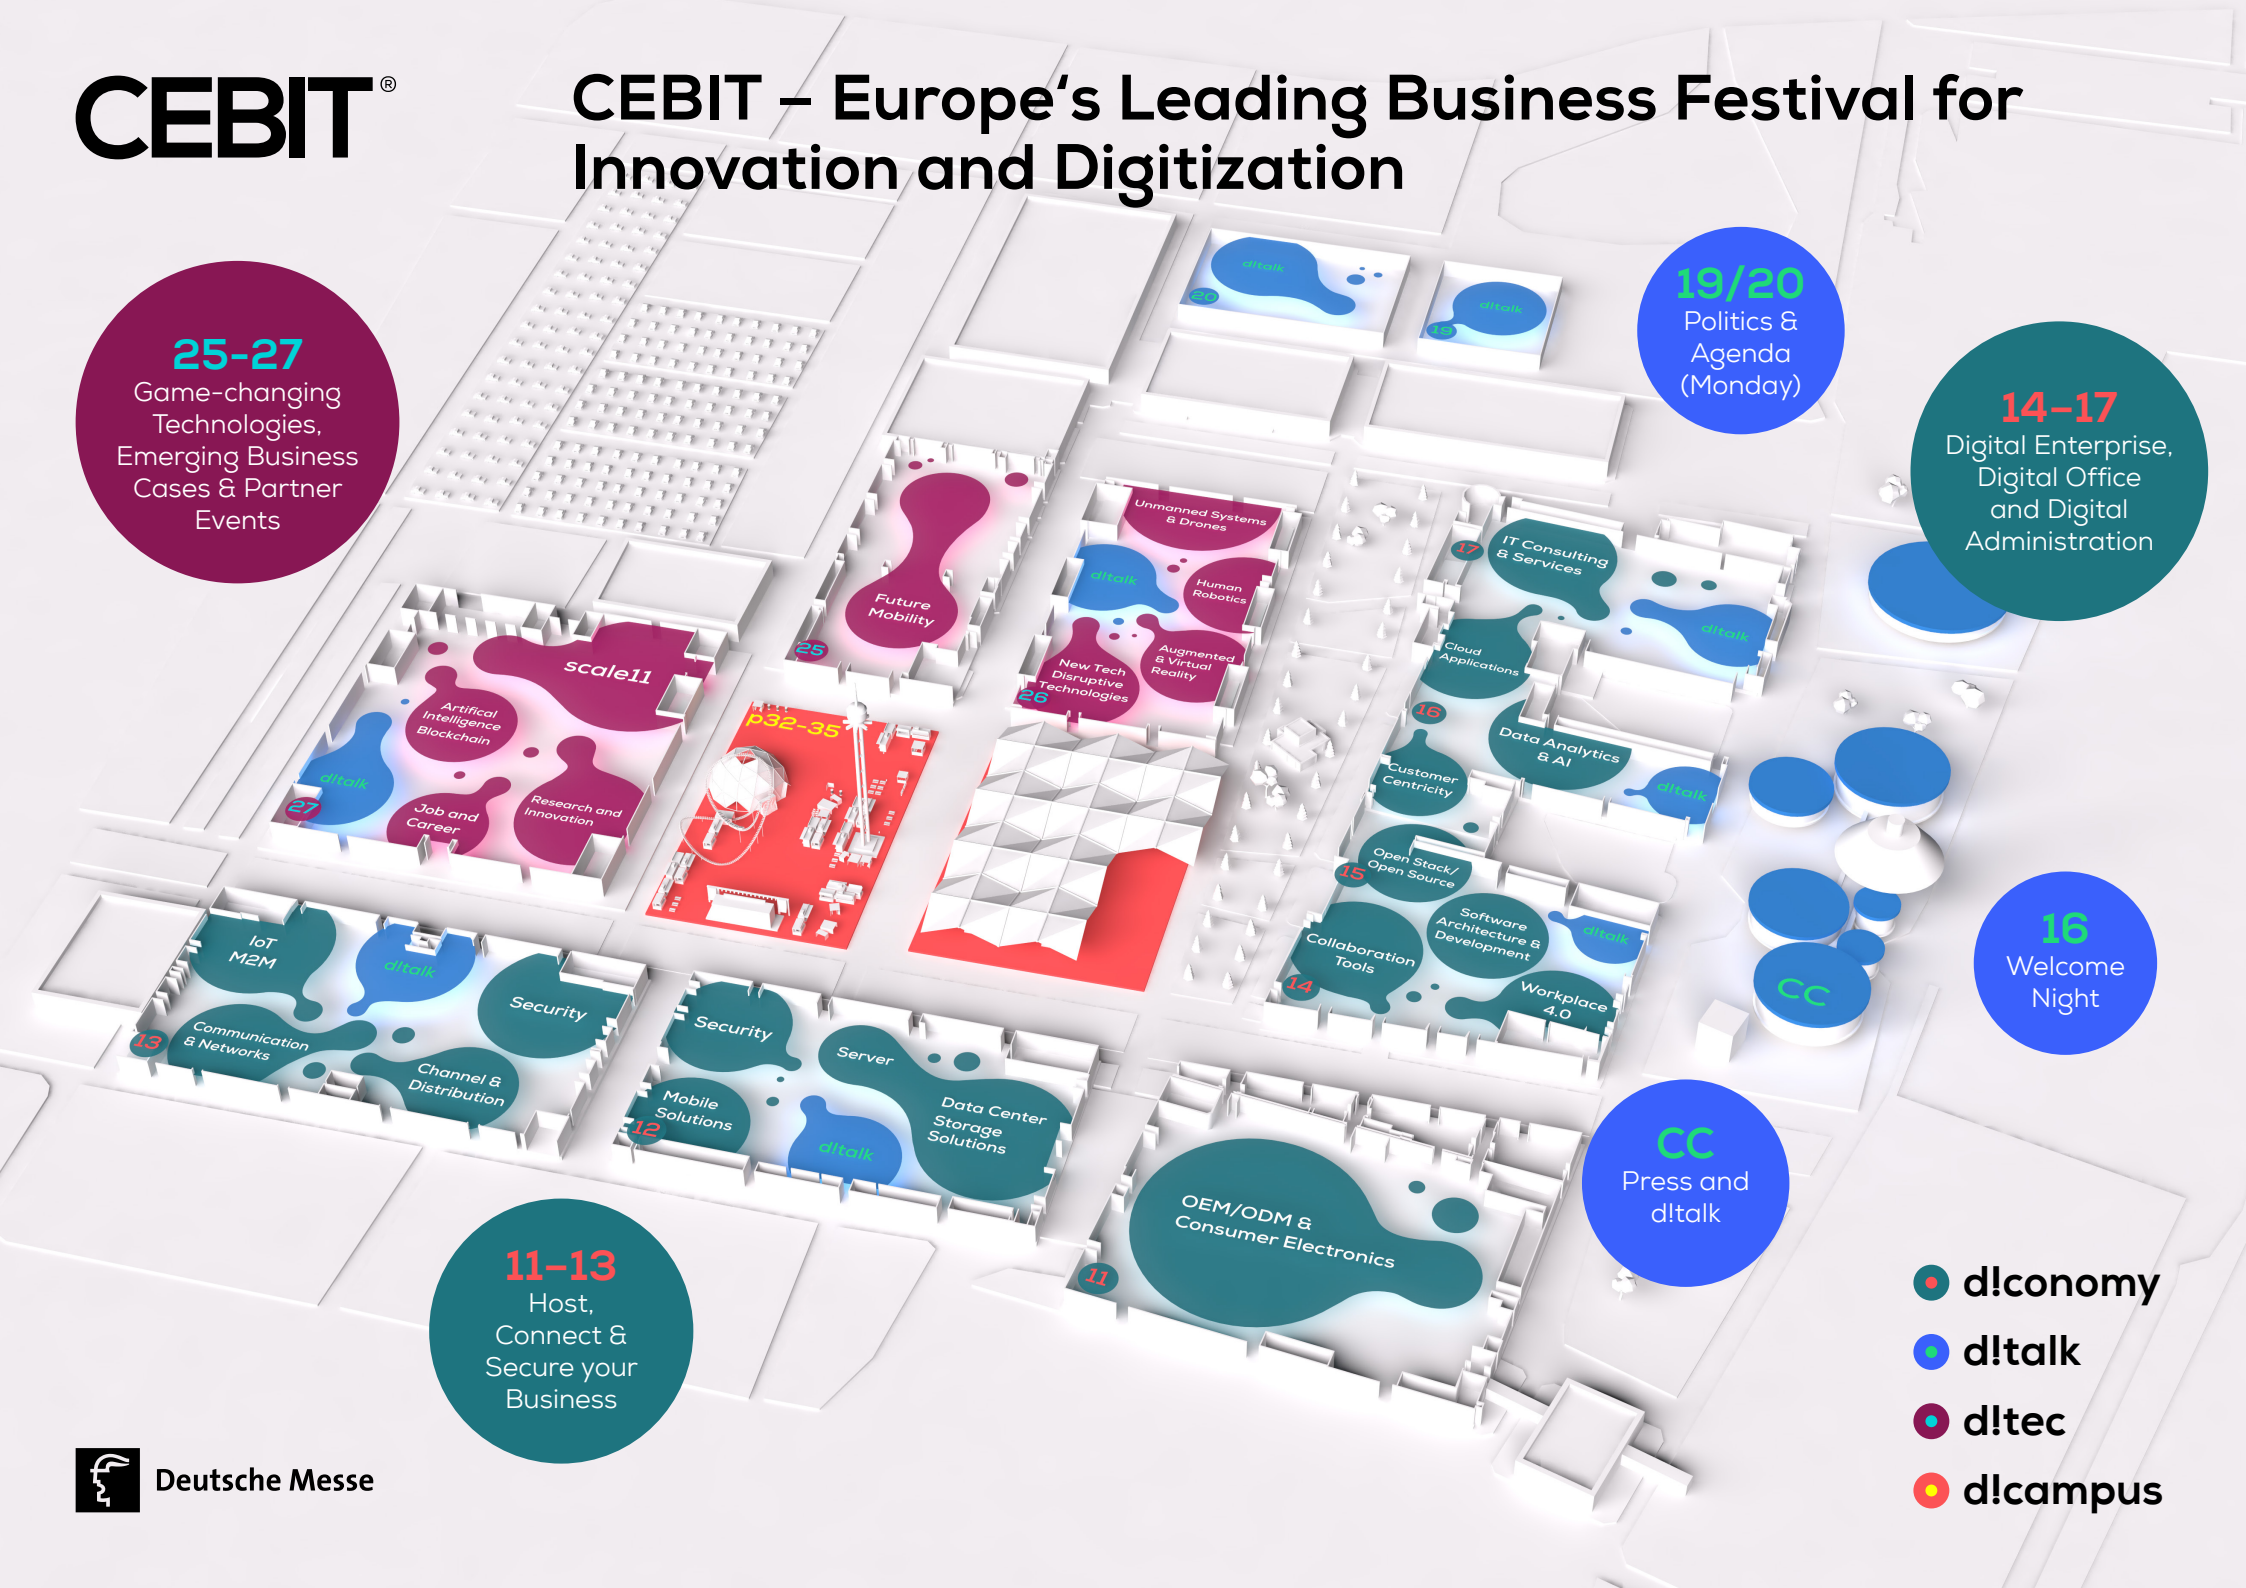 CEBIT®
CEBIT – Europe‘s Leading Business Festival for
Innovation and Digitization
25-27
Game-changing
Technologies,
Emerging Business
Cases & Partner
Events
19/20
Politics &
Agenda
(Monday)
14–17
Digital Enterprise,
Digital Office
and Digital
Administration
d!talk
20
d!talk
19
Future
Mobility
25
Unmanned Systems
& Drones
d!talk
Human
Robotics
New Tech
Disruptive
Technologies
Augmented
& Virtual
Reality
26
17
IT Consulting
& Services
d!talk
Cloud
Applications
16
Data Analytics
& AI
Customer
Centricity
d!talk
Open Stack/
Open Source
15
Software
Architecture &
Development
d!talk
Collaboration
Tools
14
Workplace
4.0
scale11
Artifical
Intelligence
Blockchain
d!talk
27
Job and
Career
Research and
Innovation
p32-35
IoT
M2M
d!talk
Security
13
Communication
& Networks
Channel &
Distribution
Security
Server
Mobile
Solutions
12
d!talk
Data Center
Storage
Solutions
OEM/ODM &
Consumer Electronics
11
CC
16
Welcome
Night
CC
Press and
d!talk
11–13
Host,
Connect &
Secure your
Business
d!conomy
d!talk
d!tec
d!campus
Deutsche Messe